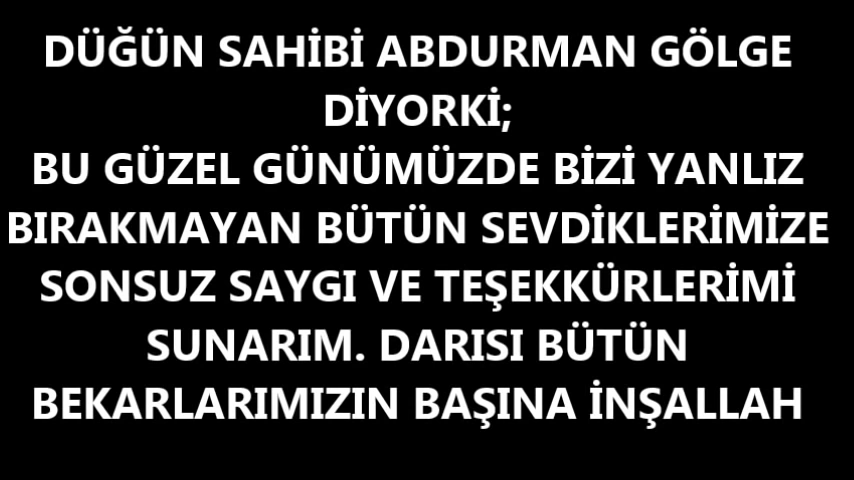 DÜĞÜN SAHİBİ ABDURMAN GÖLGE
DİYORKİ;
BU GÜZEL GÜNÜMÜZDE BİZİ YANLIZ
BIRAKMAYAN BÜTÜN SEVDİKLERİMİZE
SONSUZ SAYGI VE TEŞEKKÜRLERİMİ
SUNARIM. DARISI BÜTÜN
BEKARLARIMIZIN BAŞINA İNŞALLAH